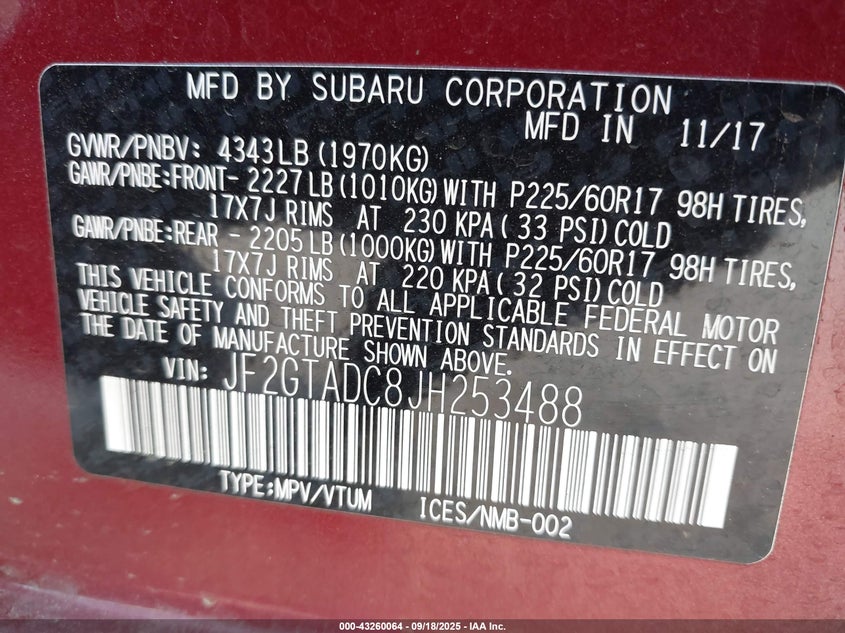 MFD BY SUBARU CORPORATION
MFD IN 11/17
GVWR/PNBV: 4343LB (1970KG)
GAWR/PNBE:FRONT- 2227 LB (1010KG) WITH P225/60R17 98H TIRES,
17X7J RIMS AT 230 KPA ( 33 PSI) COLD
GAWR/PNBE:REAR - 2205 LB (1000KG) WITH P225/60R17 98H TIRES,
17X7J RIMS AT 220 KPA ( 32 PSI) COLD
THIS VEHICLE CONFORMS TO ALL APPLICABLE FEDERAL MOTOR
VEHICLE SAFETY AND THEFT PREVENTION STANDARDS IN EFFECT ON
THE DATE OF MANUFACTURE SHOWN ABOVE.
VIN: JF2GTADC8JH253488
TYPE:MPV/VTUM ICES/NMB-002
000-43260064 - 09/18/2025 - IAA Inc.